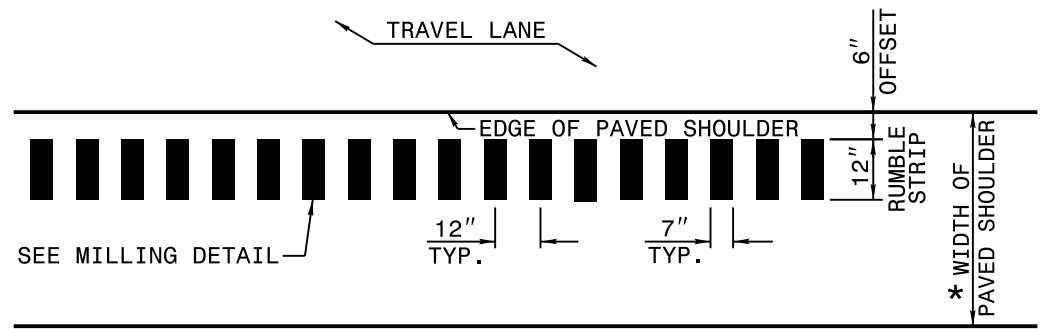 TRAVEL LANE
6"
OFFSET
EDGE OF PAVED SHOULDER
12"
RUMBLE
STRIP
* WIDTH OF
PAVED SHOULDER
SEE MILLING DETAIL
12"
TYP.
7"
TYP.